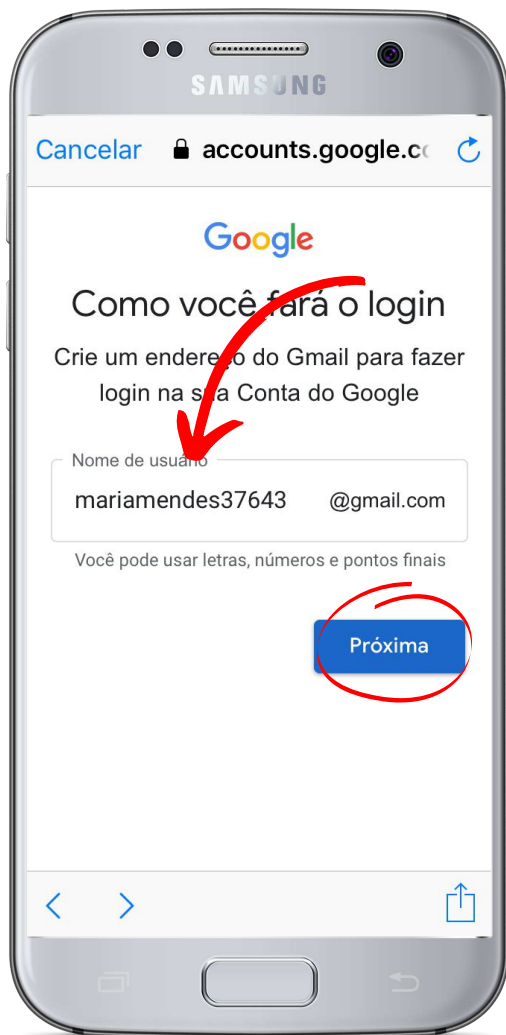 SAMSUNG
Cancelar accounts.google.c
Google
Como você fará o login
Crie um endereço do Gmail para fazer
login na sua Conta do Google
Nome de usuário
mariamendes37643 @gmail.com
Você pode usar letras, números e pontos finais
Próxima